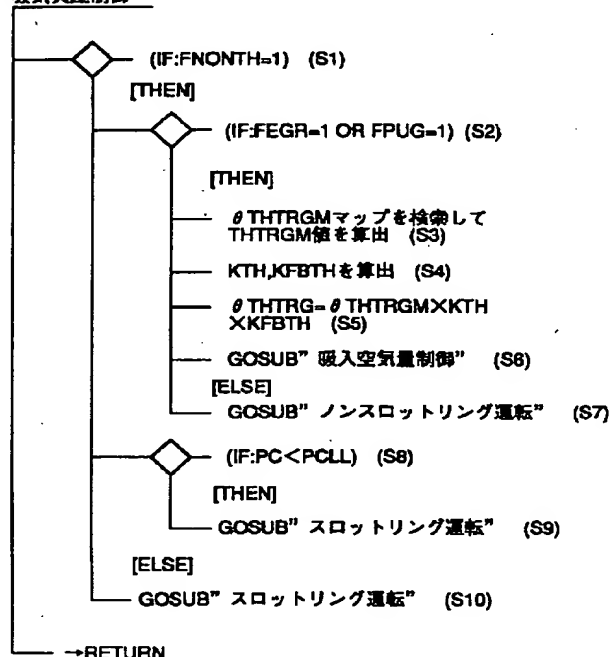 (IF:FNONTH=1) (S1)
[THEN]
(IF:FEGR=1 OR FPUG=1) (S2)
[THEN]
θTHTRGMマップを検索して
THTRGM値を算出 (S3)
KTH,KFBTHを算出 (S4)
θTHTRG=θTHTRGM×KTH
×KFBTH (S5)
GOSUB”吸入空気量制御” (S6)
[ELSE]
GOSUB”ノンスロットリング運転” (S7)
(IF:PC<PCLL) (S8)
[THEN]
GOSUB”スロットリング運転” (S9)
[ELSE]
GOSUB”スロットリング運転” (S10)
→RETURN